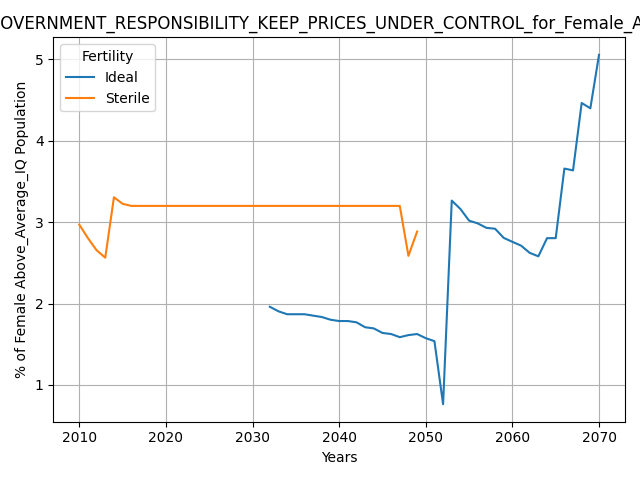 OVERNMENT_RESPONSIBILITY_KEEP_PRICES_UNDER_CONTROL_for_Female_A
Fertility
Ideal
Sterile
% of Female Above_Average_IQ Population
5
4
3
2
1
2010 2020 2030 2040 2050 2060 2070
Years